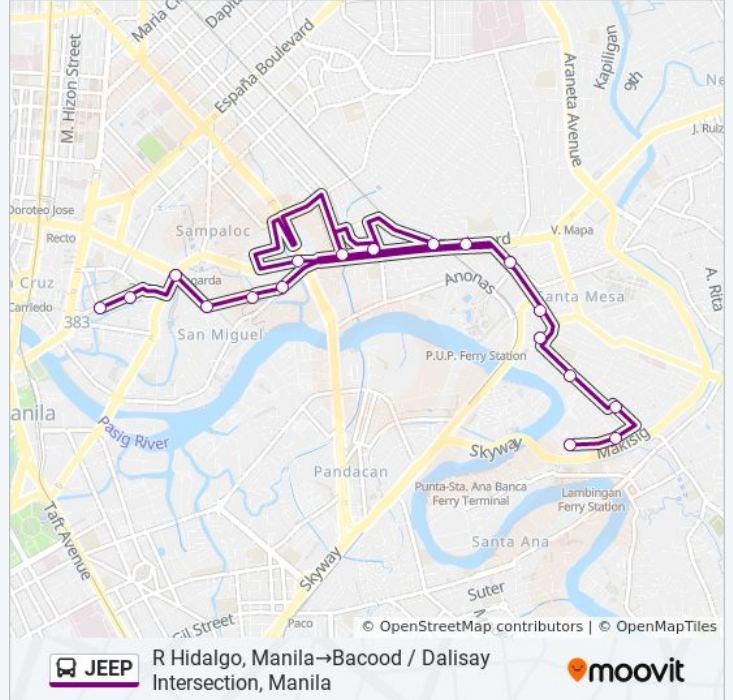 Maria C
Dapid
España Boulevard
M. Hizon Street
Araneta Avenue
Kapiligan
9th
Ne
J. Ruiz
Doroteo Jose
Recto
Sampaloc
rd
V. Mapa
a Cruz
garda
Anonas
Santa Mesa
A. Rita
Carriedo
383
San Miguel
P.U.P. Ferry Station
anila
Pasig River
Makisig
Skyway
Pandacan
Punta-Sta. Ana Banca
Ferry Terminal
Lambingan
Ferry Station
Taft Avenue
Santa Ana
Skyway
Suter
Paco
Gil Street
© OpenStreetMap contributors | © OpenMapTiles
JEEP
R Hidalgo, Manila→Bacood / Dalisay
Intersection, Manila
moovit